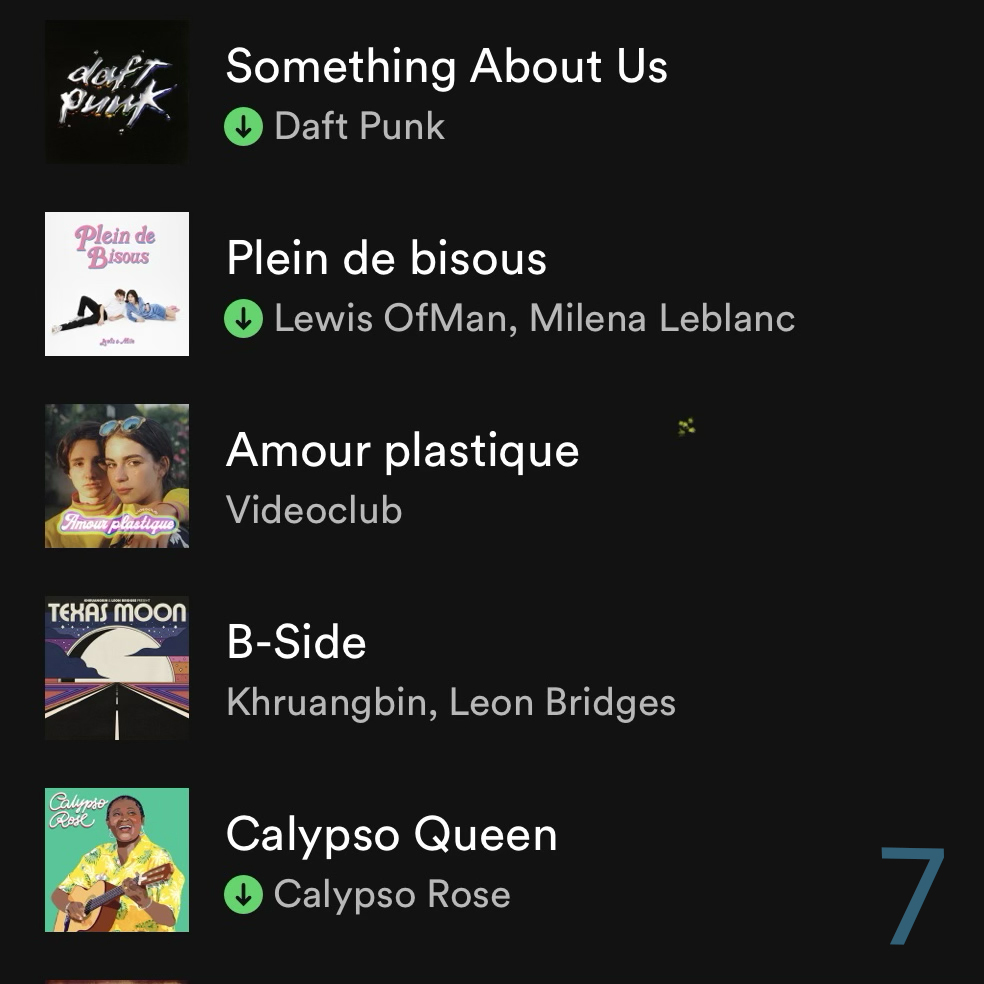 daft
punk
Something About Us
Daft Punk
Plein de
Bisous
Plein de bisous
Lewis OfMan, Milena Leblanc
Amour plastique
Amour plastique
Videoclub
TEXAS MOON
B-Side
Khruangbin, Leon Bridges
Calypso
Rose
Calypso Queen
Calypso Rose
7